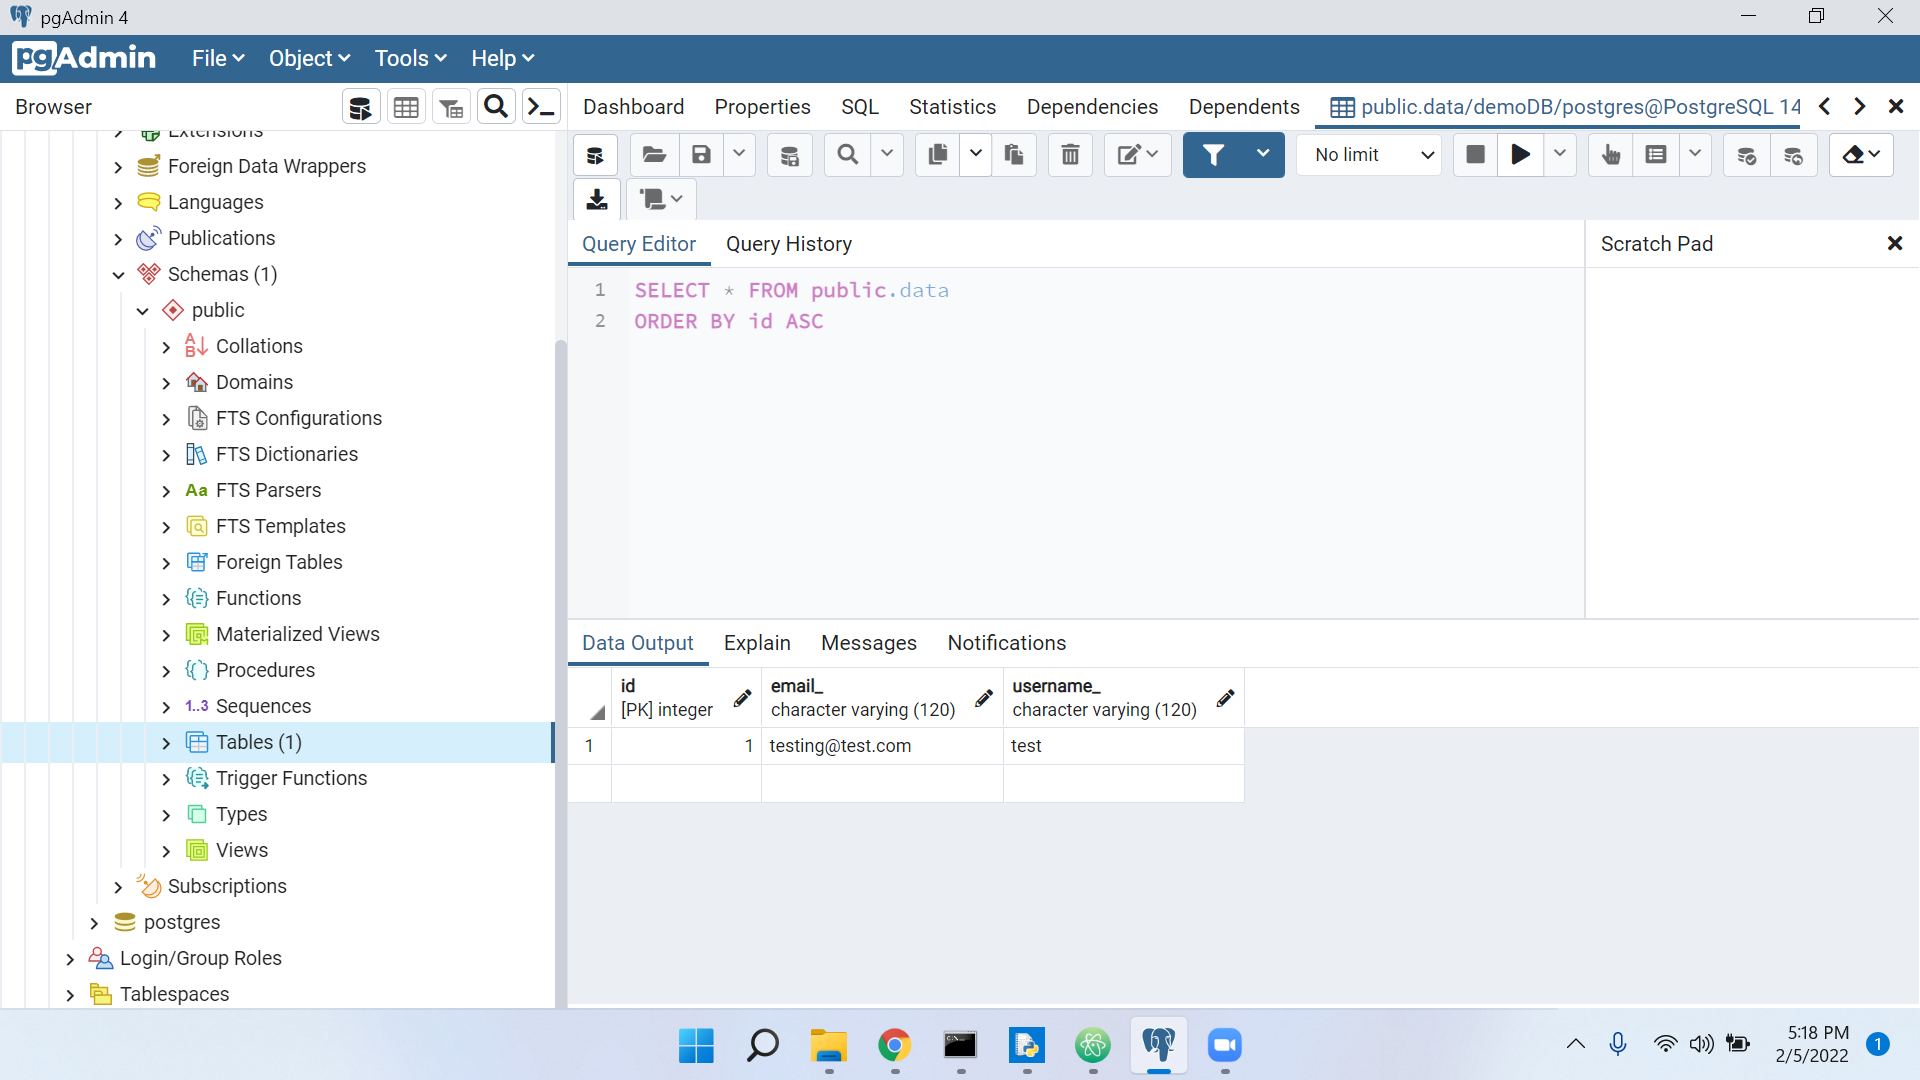 pgAdmin 4
pgAdmin File Object Tools Help
Browser
Dashboard Properties SQL Statistics Dependencies Dependents public.data/demoDB/postgres@PostgreSQL 14
Extensions
Foreign Data Wrappers
Languages
Publications
Schemas (1)
public
Collations
Domains
FTS Configurations
FTS Dictionaries
Aa FTS Parsers
FTS Templates
Foreign Tables
Functions
Materialized Views
Procedures
1..3 Sequences
Tables (1)
Trigger Functions
Types
Views
Subscriptions
postgres
Login/Group Roles
Tablespaces
No limit
Query Editor Query History
Scratch Pad
1 SELECT * FROM public.data
2 ORDER BY id ASC
Data Output Explain Messages Notifications
id email_ username_
[PK] integer character varying (120) character varying (120)
1 1 testing@test.com test
5:18 PM
2/5/2022
1